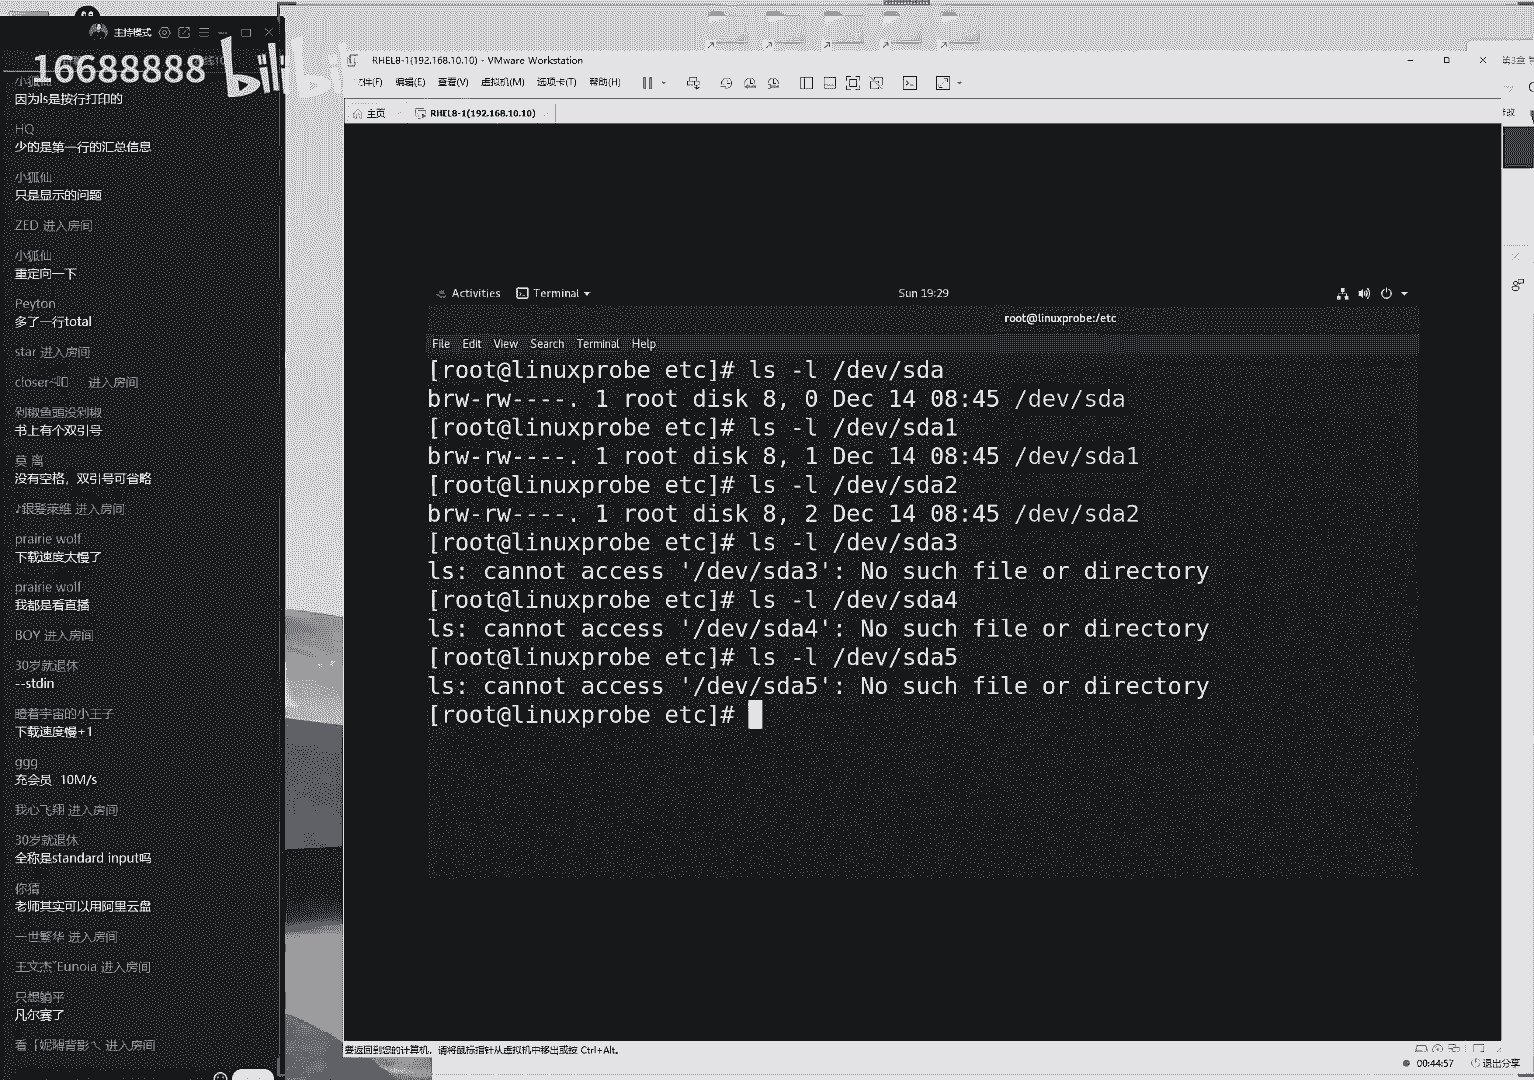 主持模式
16688888
bilibi
小狐仙
因为ls是按行打印的
HQ
少的是第一行的汇总信息
小狐仙
只是显示的问题
ZED 进入房间
小狐仙
重定向一下
Peyton
多了一行total
star 进入房间
进入房间
剁椒鱼頭没剁椒
书上有个双引号
莫 离
没有空格，双引号可省略
进入房间
prairie wolf
下载速度太慢了
prairie wolf
我都是看直播
BOY 进入房间
30岁就退休
--stdin
瞪着宇宙的小王子
下载速度慢+1
ggg
充会员 10M/s
我心飞翔 进入房间
30岁就退休
全称是standard input吗
你猜
老师其实可以用阿里云盘
一世繁华 进入房间
王文杰~Eunoia 进入房间
只想躺平
凡尔赛了
进入房间
RHEL8-1(192.168.10.10) - VMware Workstation
文件(F) 编辑(E) 查看(V) 虚拟机(M) 选项卡(T) 帮助(H)
主页 RHEL8-1(192.168.10.10)
Activities Terminal Sun 19:29
root@linuxprobe:/etc
File Edit View Search Terminal Help
[root@linuxprobe etc]# ls -l /dev/sda
brw-rw----. 1 root disk 8, 0 Dec 14 08:45 /dev/sda
[root@linuxprobe etc]# ls -l /dev/sda1
brw-rw----. 1 root disk 8, 1 Dec 14 08:45 /dev/sda1
[root@linuxprobe etc]# ls -l /dev/sda2
brw-rw----. 1 root disk 8, 2 Dec 14 08:45 /dev/sda2
[root@linuxprobe etc]# ls -l /dev/sda3
ls: cannot access '/dev/sda3': No such file or directory
[root@linuxprobe etc]# ls -l /dev/sda4
ls: cannot access '/dev/sda4': No such file or directory
[root@linuxprobe etc]# ls -l /dev/sda5
ls: cannot access '/dev/sda5': No such file or directory
[root@linuxprobe etc]#
要返回到您的计算机，请将鼠标指针从虚拟机中移出或按 Ctrl+Alt。
00:44:57 退出分享